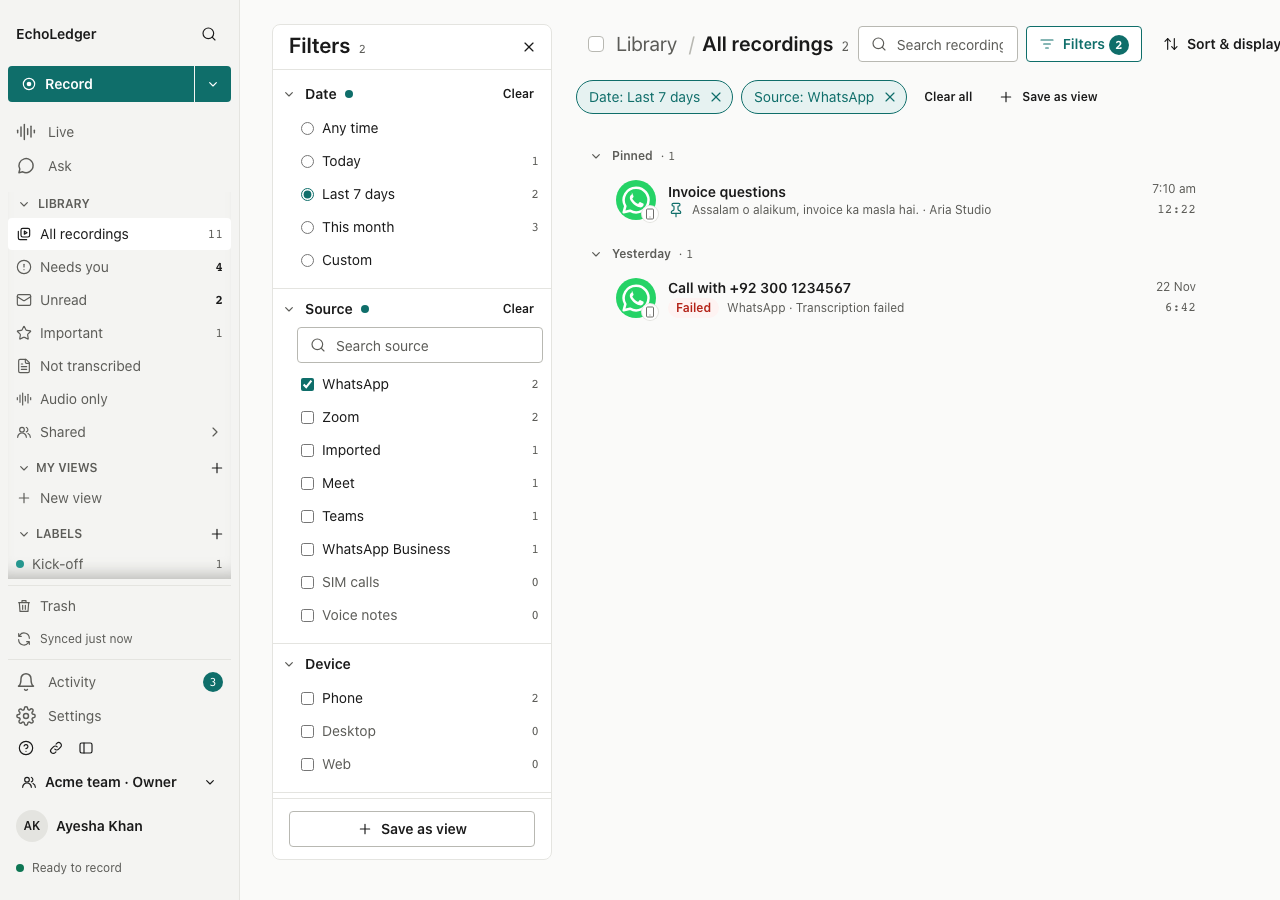 EchoLedger
Record
Live
Ask
LIBRARY
All recordings 11
Needs you 4
Unread 2
Important 1
Not transcribed
Audio only
Shared
MY VIEWS
New view
LABELS
Kick-off 1
Trash
Synced just now
Activity 3
Settings
Acme team · Owner
AK Ayesha Khan
Ready to record
Filters 2
Date Clear
Any time
Today 1
Last 7 days 2
This month 3
Custom
Source Clear
Search source
WhatsApp 2
Zoom 2
Imported 1
Meet 1
Teams 1
WhatsApp Business 1
SIM calls 0
Voice notes 0
Device
Phone 2
Desktop 0
Web 0
Save as view
Library / All recordings 2
Search recording
Filters 2
Sort & display
Date: Last 7 days
Source: WhatsApp
Clear all
Save as view
Pinned · 1
Invoice questions 7:10 am
Assalam o alaikum, invoice ka masla hai. · Aria Studio 12:22
Yesterday · 1
Call with +92 300 1234567 22 Nov
Failed WhatsApp · Transcription failed 6:42